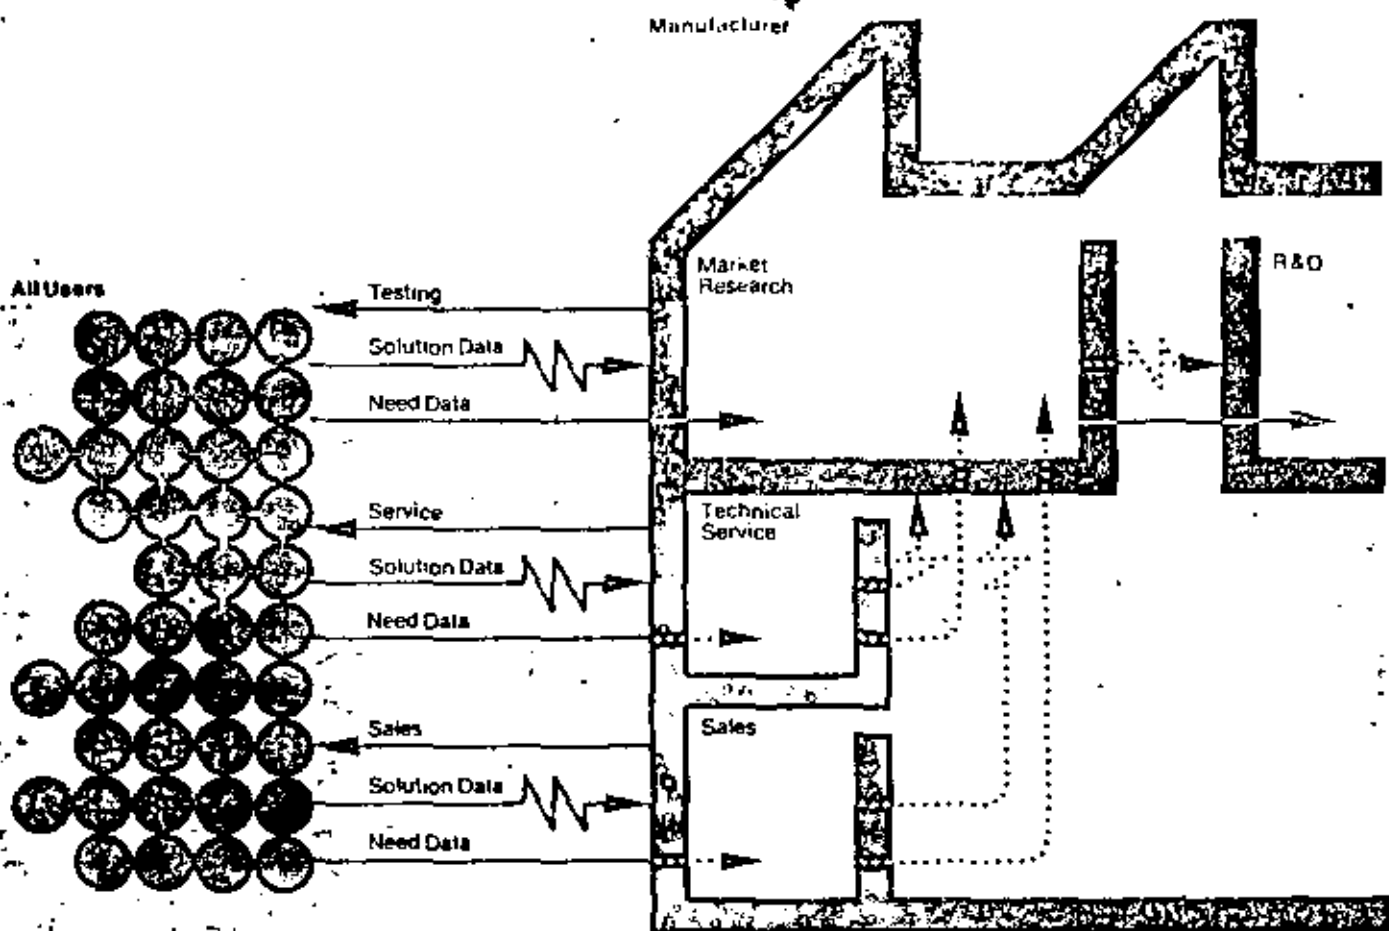 Manufacturer
Market
Research
R&D
All Users
Testing
Solution Data
Need Data
Technical
Service
Service
Solution Data
Need Data
Sales
Sales
Solution Data
Need Data